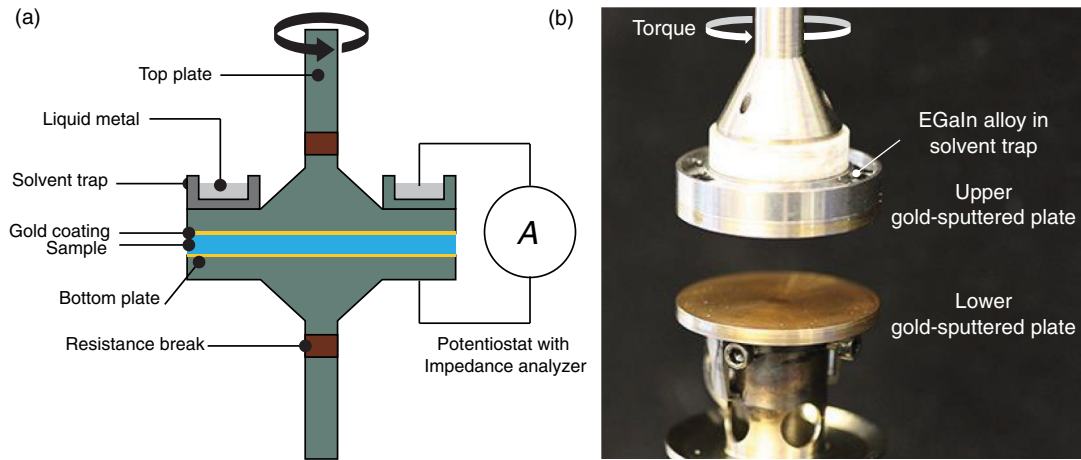 (a)
Top plate
Liquid metal
Solvent trap
Gold coating
Sample
Bottom plate
Resistance break
A
Potentiostat with
Impedance analyzer
(b)
Torque
EGaIn alloy in
solvent trap
Upper
gold-sputtered plate
Lower
gold-sputtered plate